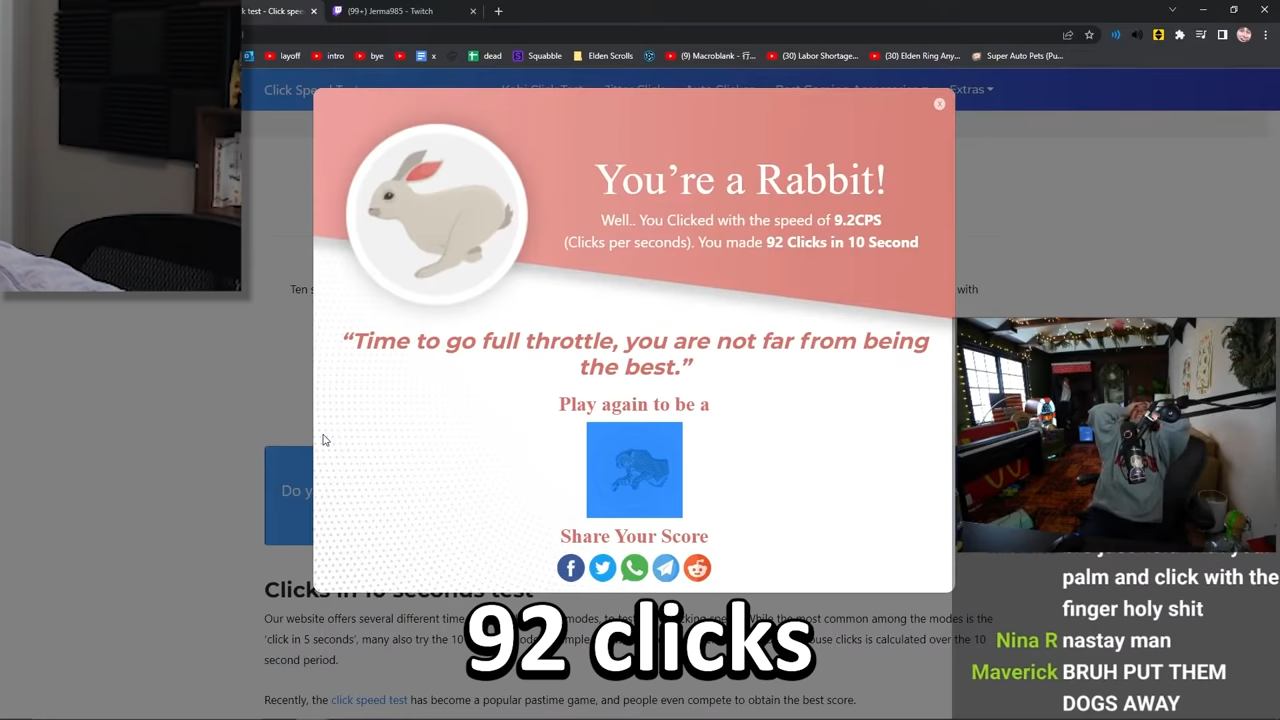 k test - Click spee
(99+) Jerma985 - Twitch
layoff
intro
bye
x
dead
Squabble
Elden Scrolls
(9) Macroblank - 行...
(30) Labor Shortage...
(30) Elden Ring Any...
Super Auto Pets (Pu...
Click Spe
Extras
You’re a Rabbit!
Well.. You Clicked with the speed of 9.2CPS
(Clicks per seconds). You made 92 Clicks in 10 Second
Ten s
with
“Time to go full throttle, you are not far from being
the best.”
Play again to be a
Do y
Share Your Score
Clicks in 10 seconds test
Our website offers several different time
modes, to
While the most common among the modes is the
‘click in 5 seconds’, many also try the 10
ouse clicks is calculated over the 10
second period.
Recently, the click speed test has become a popular pastime game, and people even compete to obtain the best score.
92 clicks
palm and click with the
finger holy shit
Nina R nastay man
Maverick BRUH PUT THEM
DOGS AWAY